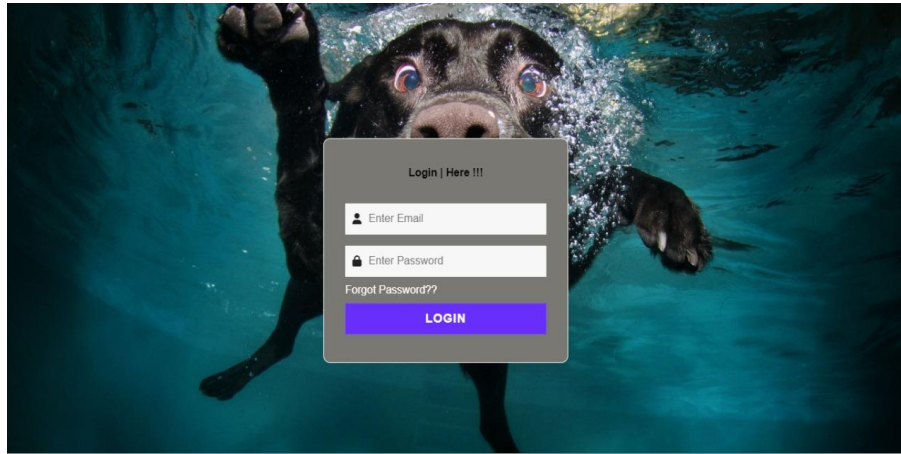 Login | Here !!!
Enter Email
Enter Password
Forgot Password??
LOGIN